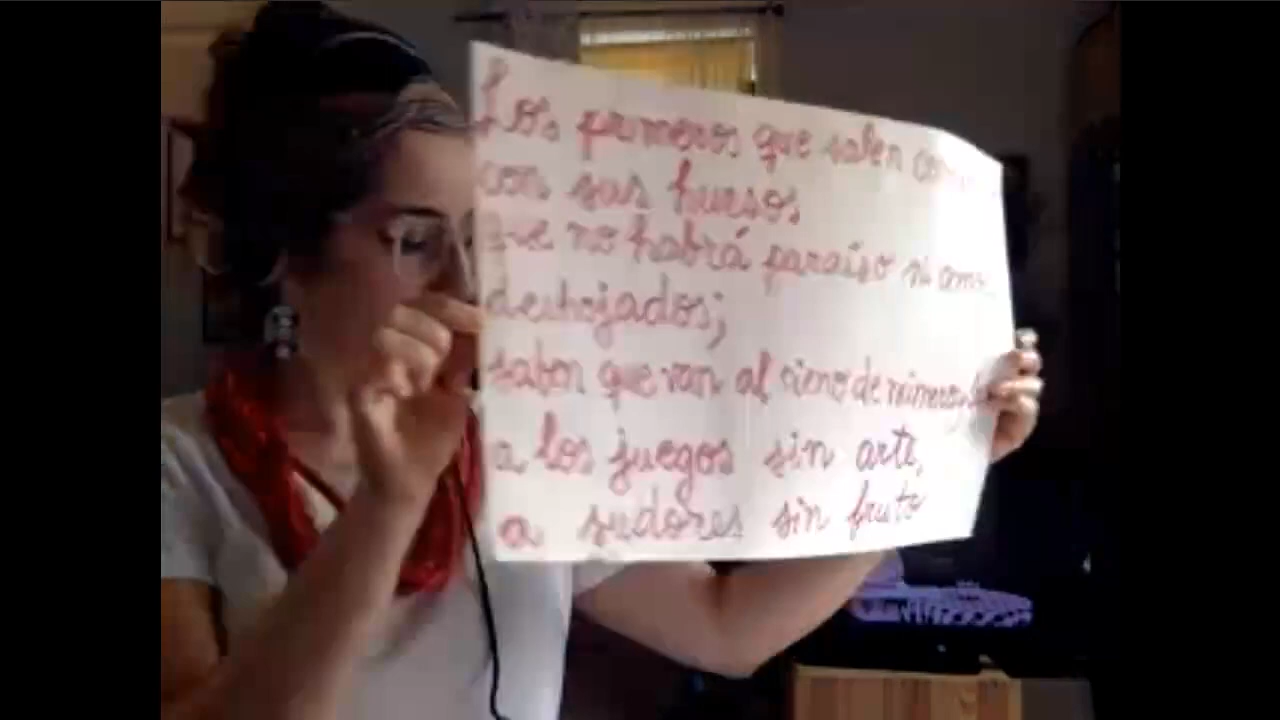 Los primeros que salen
con sus huesos
que no habrá paraíso ni
deshojados;
saben que van al cieno de números y
a los juegos sin arte,
a sudores sin fruto